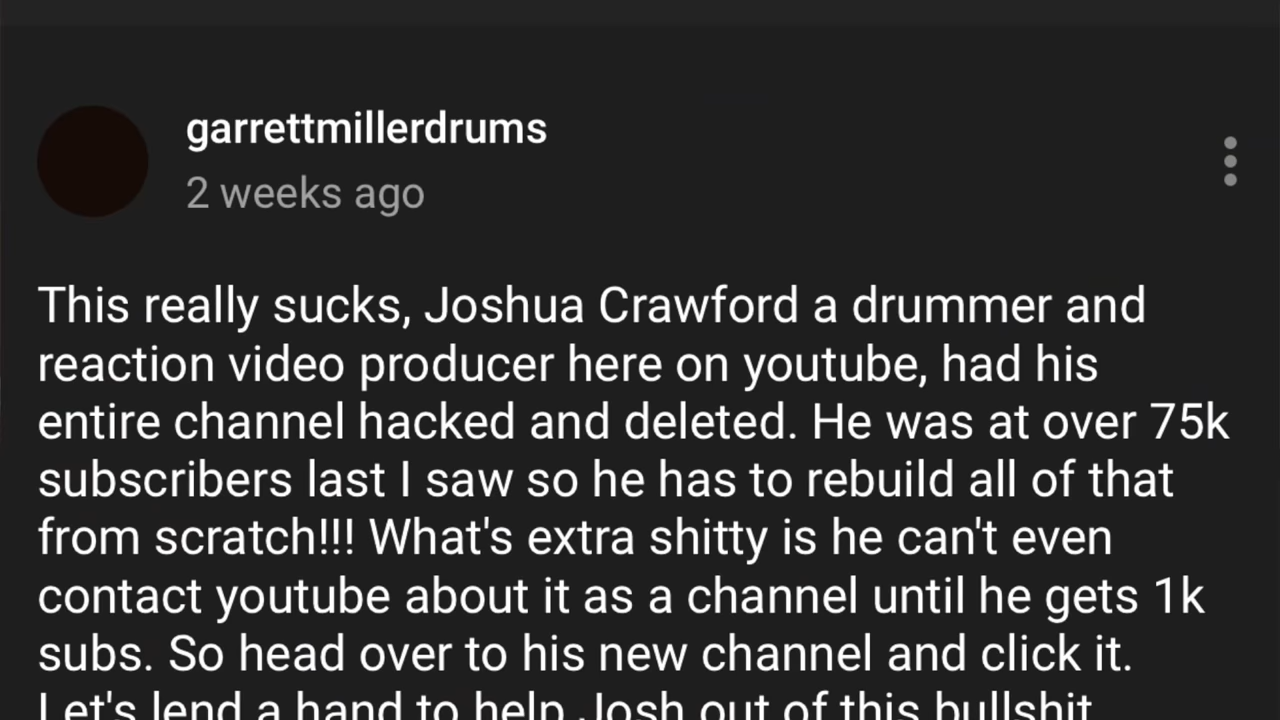 garrettmillerdrums
2 weeks ago
This really sucks, Joshua Crawford a drummer and
reaction video producer here on youtube, had his
entire channel hacked and deleted. He was at over 75k
subscribers last I saw so he has to rebuild all of that
from scratch!!! What's extra shitty is he can't even
contact youtube about it as a channel until he gets 1k
subs. So head over to his new channel and click it.
Let's lend a hand to help Josh out of this bullshit